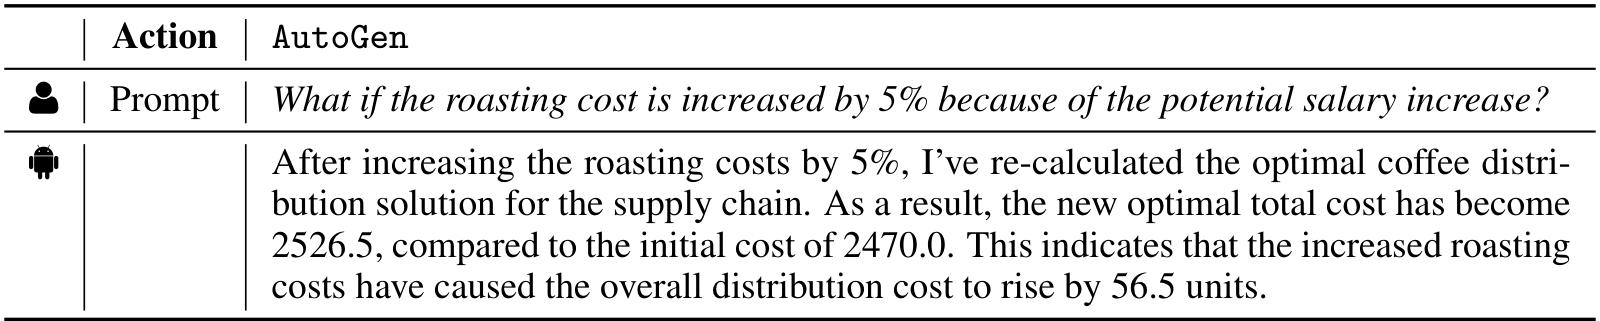 Action AutoGen
Prompt What if the roasting cost is increased by 5% because of the potential salary increase?
After increasing the roasting costs by 5%, I've re-calculated the optimal coffee distri-
bution solution for the supply chain. As a result, the new optimal total cost has become
2526.5, compared to the initial cost of 2470.0. This indicates that the increased roasting
costs have caused the overall distribution cost to rise by 56.5 units.